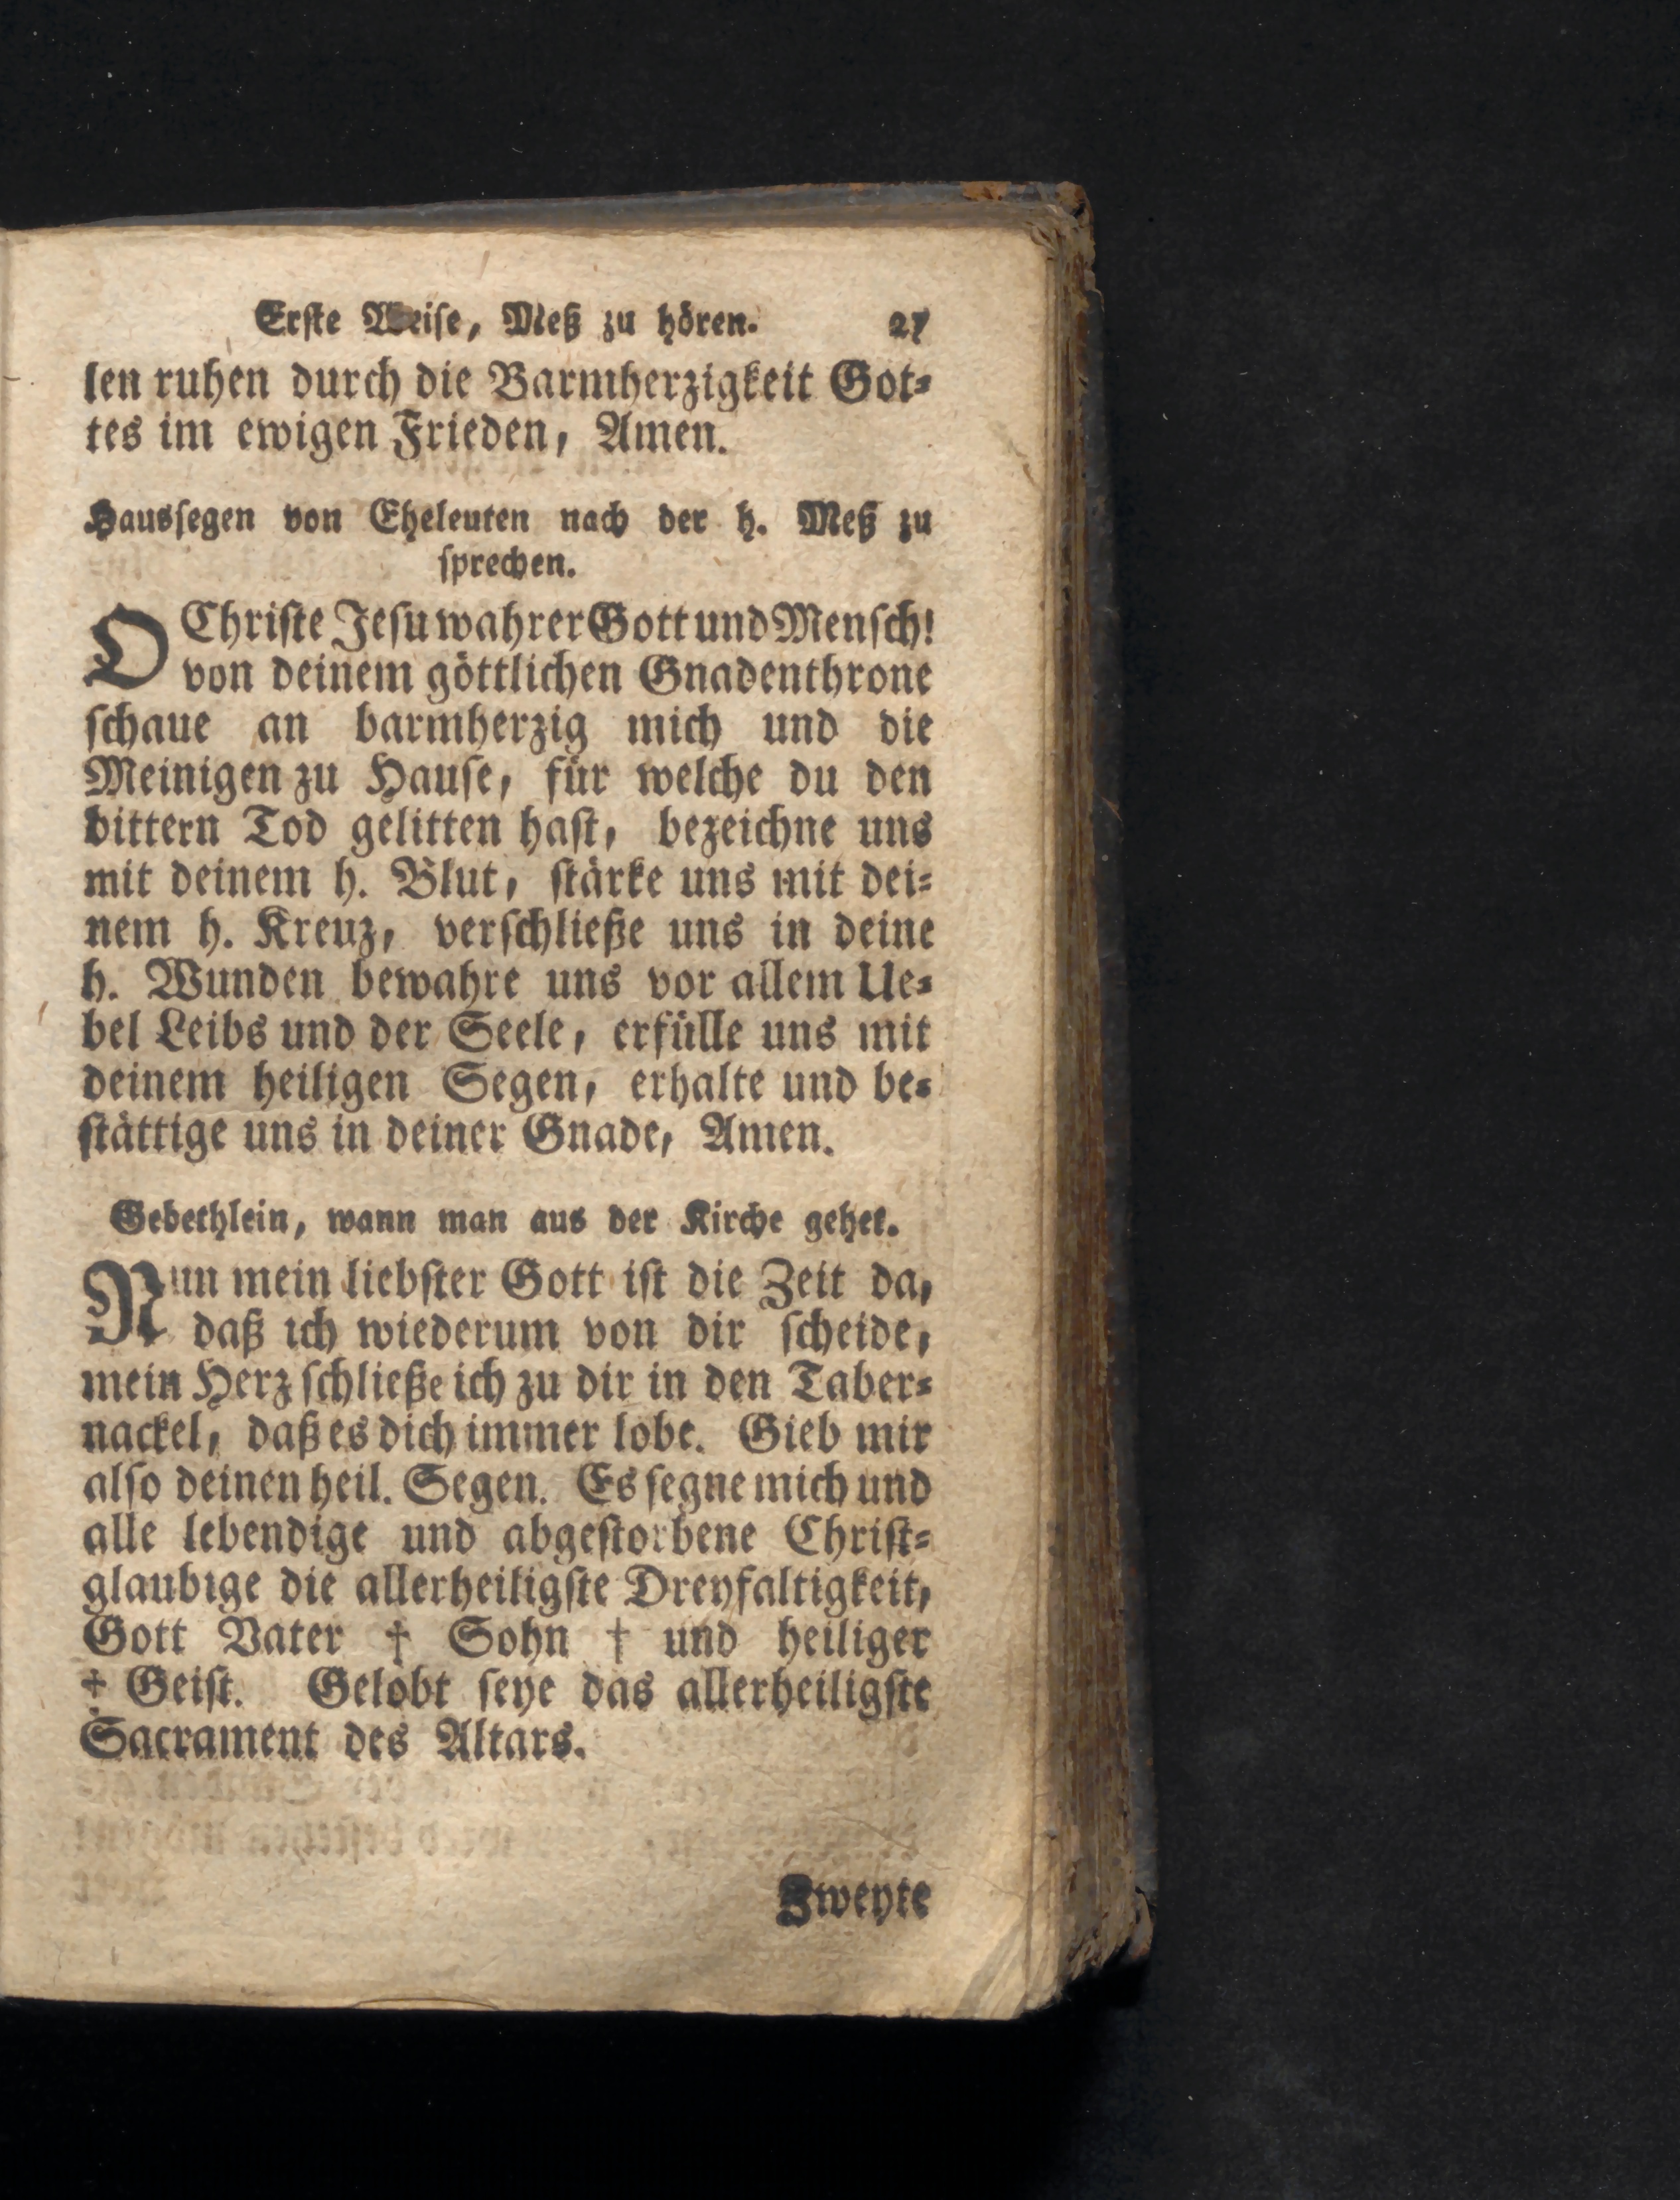 Erste Weise, Meß zu hören. 27
len ruhen durch die Barmherzigkeit Got-
tes im ewigen Frieden, Amen.
Haussegen von Eheleuten nach der h. Meß zu
sprechen.
O Christe Jesu wahrer Gott und Mensch!
von deinem göttlichen Gnadenthrone
schaue an barmherzig mich und die
Meinigen zu Hause, für welche du den
bittern Tod gelitten hast, bezeichne uns
mit deinem h. Blut, stärke uns mit dei-
nem h. Kreuz, verschließe uns in deine
h. Wunden bewahre uns vor allem Ue-
bel Leibs und der Seele, erfülle uns mit
deinem heiligen Segen, erhalte und be-
stättige uns in deiner Gnade, Amen.
Gebethlein, wann man aus der Kirche gehet.
Nun mein liebster Gott ist die Zeit da,
daß ich wiederum von dir scheide,
mein Herz schließe ich zu dir in den Taber-
nackel, daß es dich immer lobe. Gieb mir
also deinen heil. Segen. Es segne mich und
alle lebendige und abgestorbene Christ-
glaubige die allerheiligste Dreyfaltigkeit,
Gott Vater † Sohn † und heiliger
† Geist. Gelobt seye das allerheiligste
Sacrament des Altars.
Zweyte